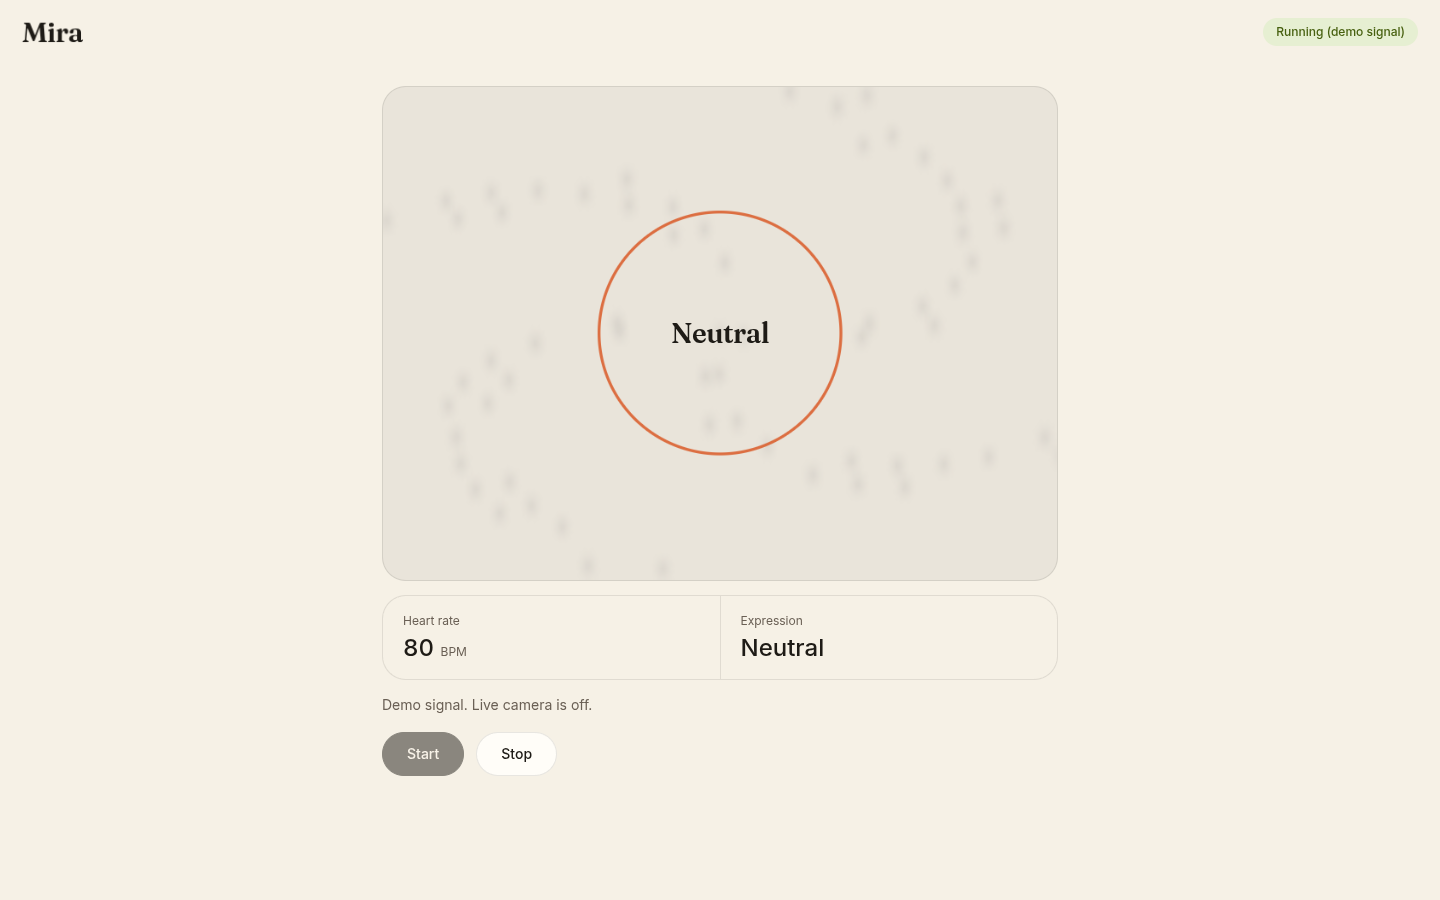 Mira
Running (demo signal)
Neutral
Heart rate
80 BPM
Expression
Neutral
Demo signal. Live camera is off.
Start
Stop